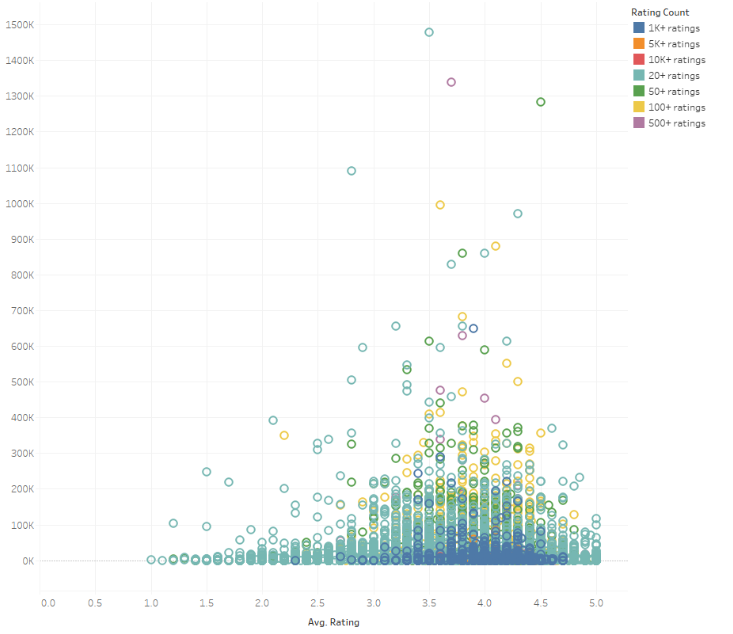 1500K
1400K
1300K
1200K
1100K
1000K
900K
800K
700K
600K
500K
400K
300K
200K
100K
0K
0.0 0.5 1.0 1.5 2.0 2.5 3.0 3.5 4.0 4.5 5.0
Avg. Rating
Rating Count
1K+ ratings
5K+ ratings
10K+ ratings
20+ ratings
50+ ratings
100+ ratings
500+ ratings